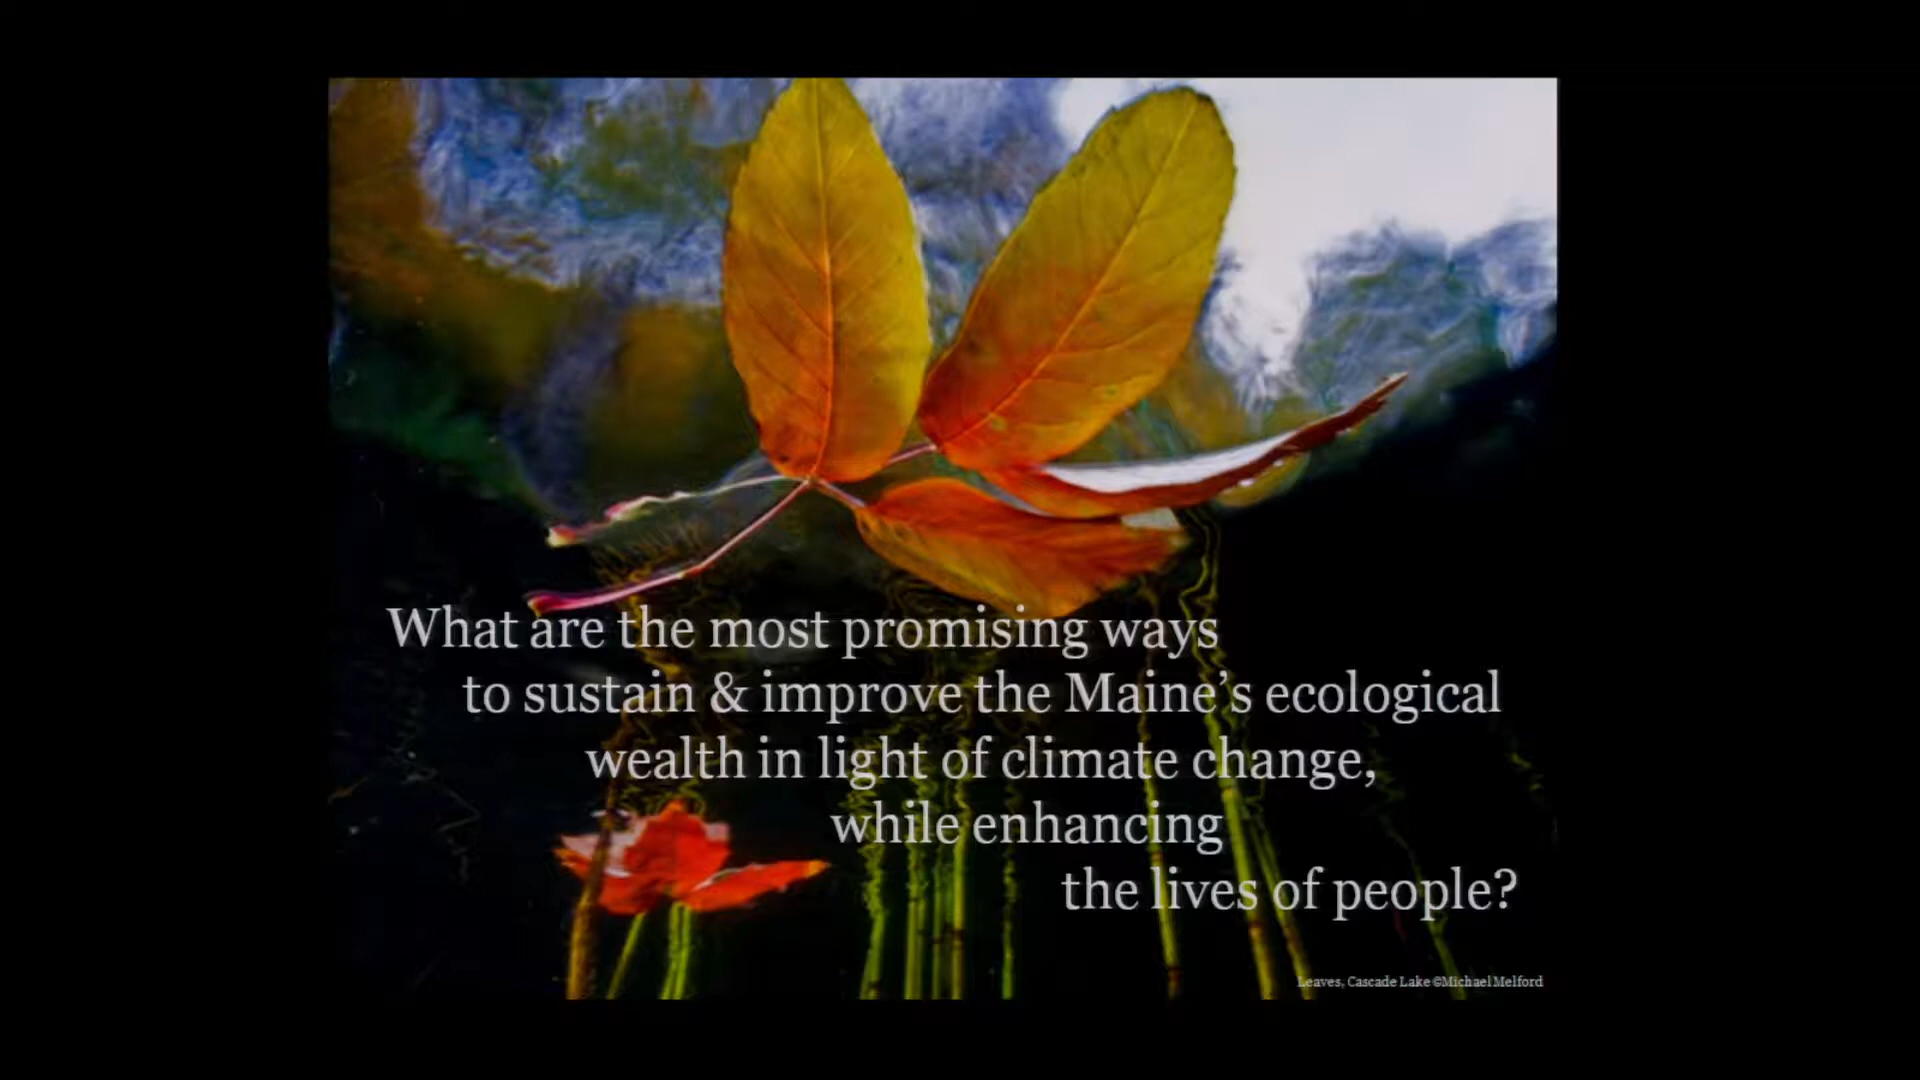 What are the most promising ways
to sustain & improve the Maine’s ecological
wealth in light of climate change,
while enhancing
the lives of people?
Leaves, Cascade Lake ©Michael Melford